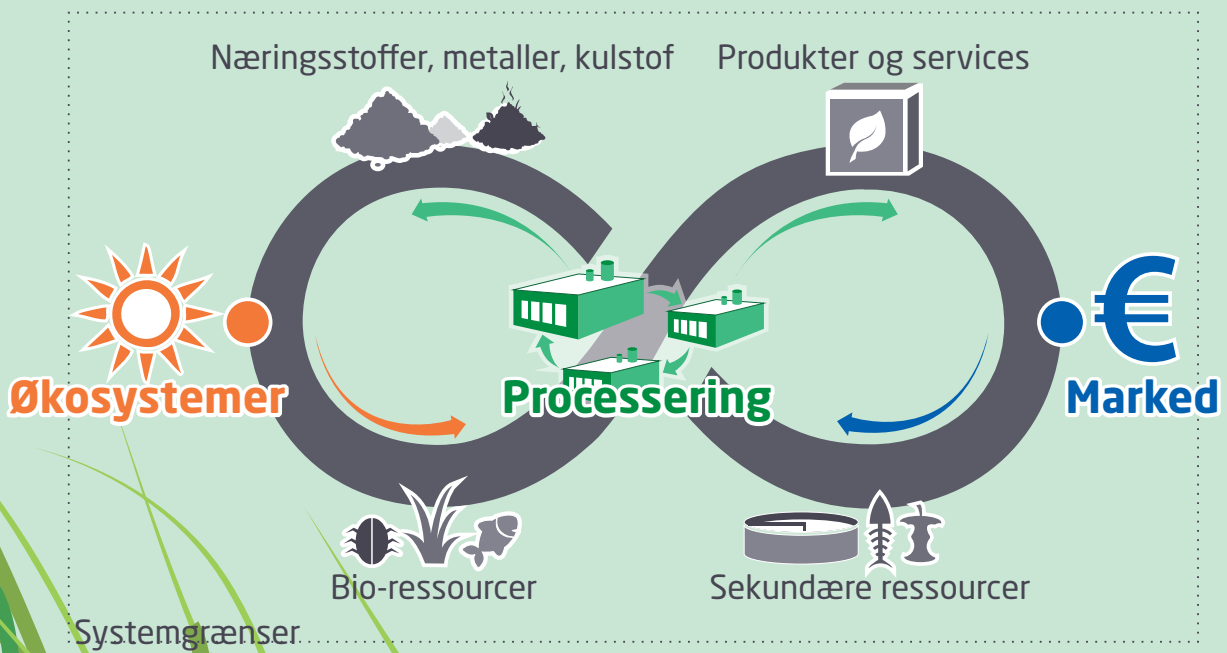 Næringsstoffer, metaller, kulstof
Produkter og services
Økosystemer
Processering
€
Marked
Bio-ressourcer
Sekundære ressourcer
Systemgrænser